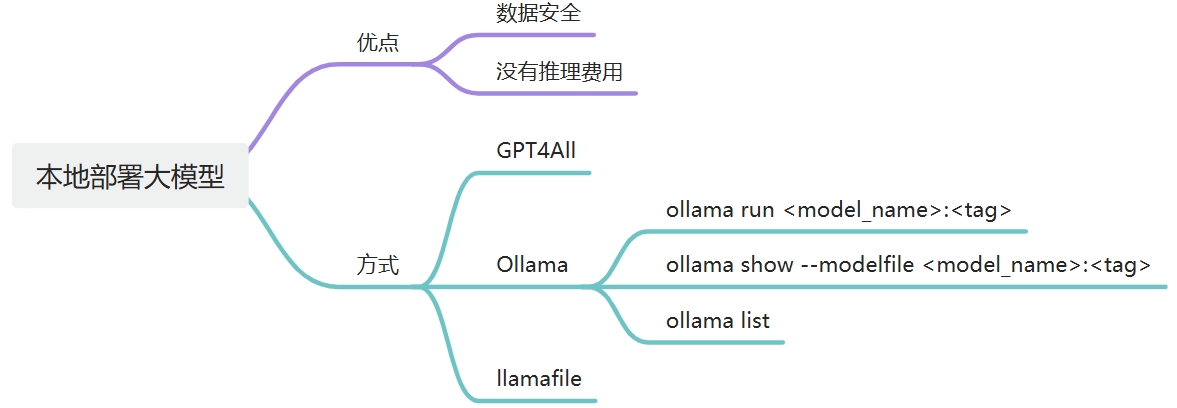 本地部署大模型
优点
数据安全
没有推理费用
方式
GPT4All
Ollama
ollama run <model_name>:<tag>
ollama show --modelfile <model_name>:<tag>
ollama list
llamafile